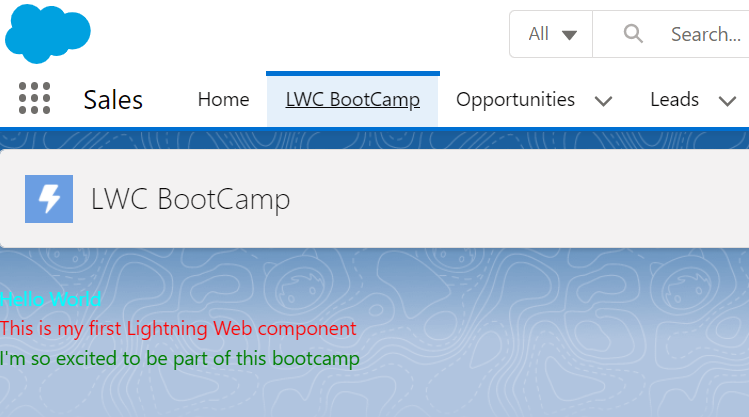 All Search...
Sales Home LWC BootCamp Opportunities Leads
LWC BootCamp
Hello World
This is my first Lightning Web component
I'm so excited to be part of this bootcamp